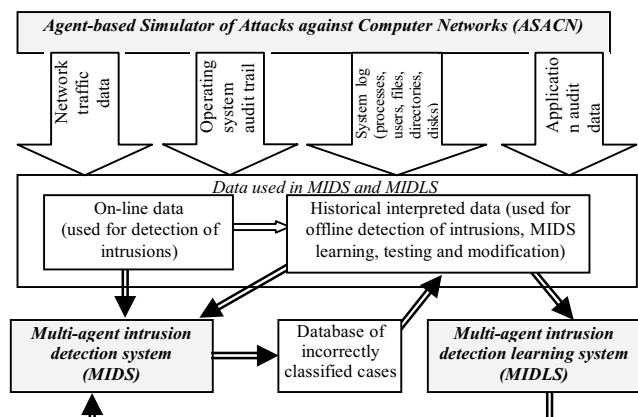 Agent-based Simulator of Attacks against Computer Networks (ASACN)
Network
traffic
data
Operating
system
audit trail
System log
(processes,
users, files,
directories,
disks)
Applicatio
n audit
data
Data used in MIDS and MIDLS
On-line data
(used for detection of
intrusions)
Historical interpreted data (used for
offline detection of intrusions, MIDS
learning, testing and modification)
Multi-agent intrusion
detection system
(MIDS)
Database of
incorrectly
classified cases
Multi-agent intrusion
detection learning system
(MIDLS)